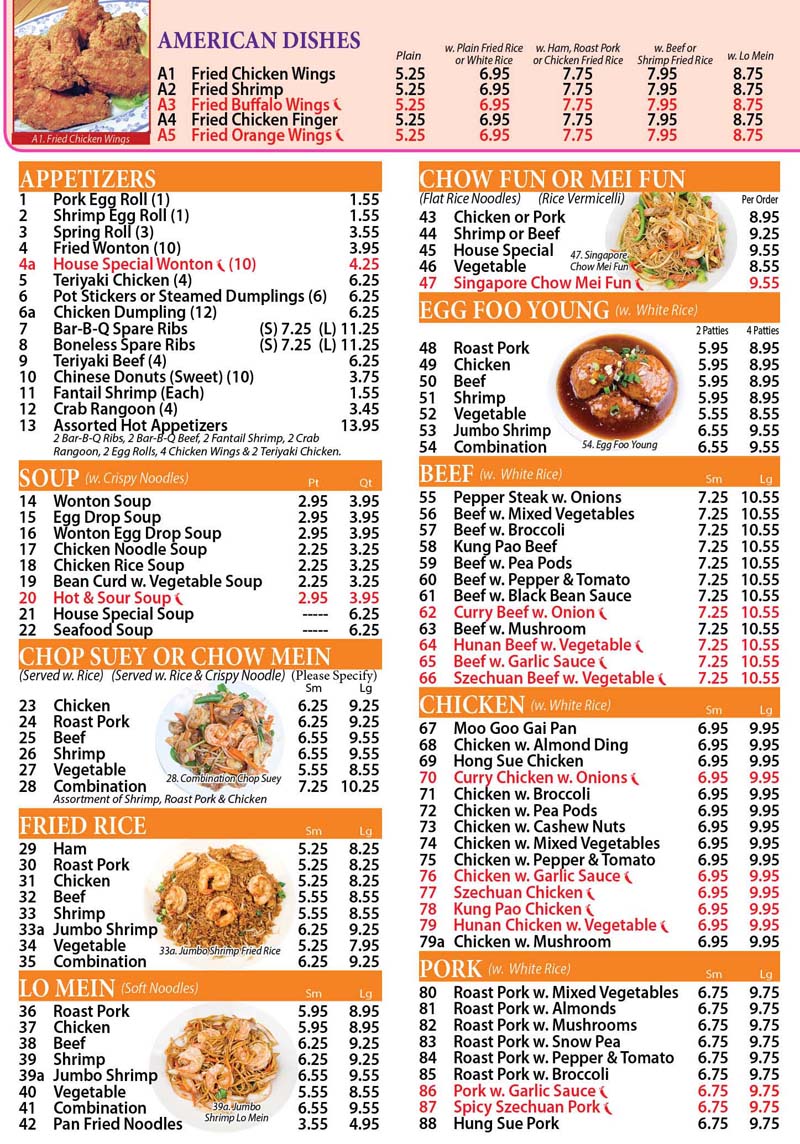 AMERICAN DISHES
Plain
w. Plain Fried Rice or White Rice
w. Ham, Roast Pork or Chicken Fried Rice
w. Beef or Shrimp Fried Rice
w. Lo Mein
A1 Fried Chicken Wings 5.25 6.95 7.75 7.95 8.75
A2 Fried Shrimp 5.25 6.95 7.75 7.95 8.75
A3 Fried Buffalo Wings 5.25 6.95 7.75 7.95 8.75
A4 Fried Chicken Finger 5.25 6.95 7.75 7.95 8.75
A5 Fried Orange Wings 5.25 6.95 7.75 7.95 8.75
A1. Fried Chicken Wings
APPETIZERS
1 Pork Egg Roll (1) 1.55
2 Shrimp Egg Roll (1) 1.55
3 Spring Roll (3) 3.55
4 Fried Wonton (10) 3.95
4a House Special Wonton (10) 4.25
5 Teriyaki Chicken (4) 6.25
6 Pot Stickers or Steamed Dumplings (6) 6.25
6a Chicken Dumpling (12) 6.25
7 Bar-B-Q Spare Ribs (S) 7.25 (L) 11.25
8 Boneless Spare Ribs (S) 7.25 (L) 11.25
9 Teriyaki Beef (4) 6.25
10 Chinese Donuts (Sweet) (10) 3.75
11 Fantail Shrimp (Each) 1.55
12 Crab Rangoon (4) 3.45
13 Assorted Hot Appetizers 13.95
2 Bar-B-Q Ribs, 2 Bar-B-Q Beef, 2 Fantail Shrimp, 2 Crab
Rangoon, 2 Egg Rolls, 4 Chicken Wings & 2 Teriyaki Chicken.
SOUP (w. Crispy Noodles) Pt Qt
14 Wonton Soup 2.95 3.95
15 Egg Drop Soup 2.95 3.95
16 Wonton Egg Drop Soup 2.95 3.95
17 Chicken Noodle Soup 2.25 3.25
18 Chicken Rice Soup 2.25 3.25
19 Bean Curd w. Vegetable Soup 2.25 3.25
20 Hot & Sour Soup 2.95 3.95
21 House Special Soup ----- 6.25
22 Seafood Soup ----- 6.25
CHOP SUEY OR CHOW MEIN
(Served w. Rice) (Served w. Rice & Crispy Noodle) (Please Specify)
Sm Lg
23 Chicken 6.25 9.25
24 Roast Pork 6.25 9.25
25 Beef 6.55 9.55
26 Shrimp 6.55 9.55
27 Vegetable 5.55 8.55
28 Combination 7.25 10.25
Assortment of Shrimp, Roast Pork & Chicken
28. Combination Chop Suey
FRIED RICE Sm Lg
29 Ham 5.25 8.25
30 Roast Pork 5.25 8.25
31 Chicken 5.25 8.25
32 Beef 5.55 8.55
33 Shrimp 5.55 8.55
33a Jumbo Shrimp 6.25 9.25
34 Vegetable 5.25 7.95
35 Combination 6.25 9.25
33a. Jumbo Shrimp Fried Rice
LO MEIN (Soft Noodles) Sm Lg
36 Roast Pork 5.95 8.95
37 Chicken 5.95 8.95
38 Beef 6.25 9.25
39 Shrimp 6.25 9.25
39a Jumbo Shrimp 6.55 9.55
40 Vegetable 5.55 8.55
41 Combination 6.55 9.55
42 Pan Fried Noodles 3.55 4.95
39a. Jumbo
Shrimp Lo Mein
CHOW FUN OR MEI FUN
(Flat Rice Noodles) (Rice Vermicelli) Per Order
43 Chicken or Pork 8.95
44 Shrimp or Beef 9.25
45 House Special 9.55
46 Vegetable 8.55
47 Singapore Chow Mei Fun 9.55
47. Singapore
Chow Mei Fun
EGG FOO YOUNG (w. White Rice)
2 Patties 4 Patties
48 Roast Pork 5.95 8.95
49 Chicken 5.95 8.95
50 Beef 5.95 8.95
51 Shrimp 5.95 8.95
52 Vegetable 5.55 8.55
53 Jumbo Shrimp 6.55 9.55
54 Combination 6.55 9.55
54. Egg Foo Young
BEEF (w. White Rice) Sm Lg
55 Pepper Steak w. Onions 7.25 10.55
56 Beef w. Mixed Vegetables 7.25 10.55
57 Beef w. Broccoli 7.25 10.55
58 Kung Pao Beef 7.25 10.55
59 Beef w. Pea Pods 7.25 10.55
60 Beef w. Pepper & Tomato 7.25 10.55
61 Beef w. Black Bean Sauce 7.25 10.55
62 Curry Beef w. Onion 7.25 10.55
63 Beef w. Mushroom 7.25 10.55
64 Hunan Beef w. Vegetable 7.25 10.55
65 Beef w. Garlic Sauce 7.25 10.55
66 Szechuan Beef w. Vegetable 7.25 10.55
CHICKEN (w. White Rice) Sm Lg
67 Moo Goo Gai Pan 6.95 9.95
68 Chicken w. Almond Ding 6.95 9.95
69 Hong Sue Chicken 6.95 9.95
70 Curry Chicken w. Onions 6.95 9.95
71 Chicken w. Broccoli 6.95 9.95
72 Chicken w. Pea Pods 6.95 9.95
73 Chicken w. Cashew Nuts 6.95 9.95
74 Chicken w. Mixed Vegetables 6.95 9.95
75 Chicken w. Pepper & Tomato 6.95 9.95
76 Chicken w. Garlic Sauce 6.95 9.95
77 Szechuan Chicken 6.95 9.95
78 Kung Pao Chicken 6.95 9.95
79 Hunan Chicken w. Vegetable 6.95 9.95
79a Chicken w. Mushroom 6.95 9.95
PORK (w. White Rice) Sm Lg
80 Roast Pork w. Mixed Vegetables 6.75 9.75
81 Roast Pork w. Almonds 6.75 9.75
82 Roast Pork w. Mushrooms 6.75 9.75
83 Roast Pork w. Snow Pea 6.75 9.75
84 Roast Pork w. Pepper & Tomato 6.75 9.75
85 Roast Pork w. Broccoli 6.75 9.75
86 Pork w. Garlic Sauce 6.75 9.75
87 Spicy Szechuan Pork 6.75 9.75
88 Hung Sue Pork 6.75 9.75